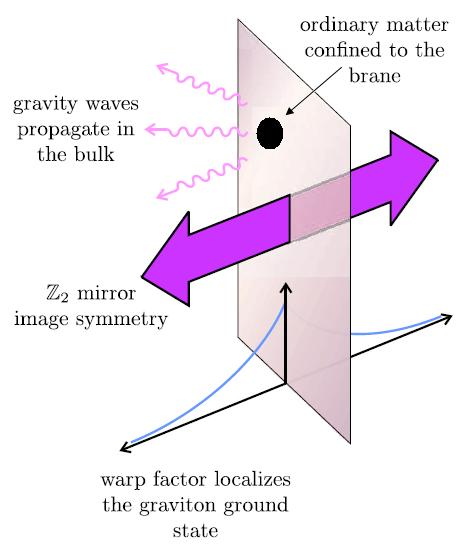 ordinary matter
confined to the
brane
gravity waves
propagate in
the bulk
ℤ₂ mirror
image symmetry
warp factor localizes
the graviton ground
state